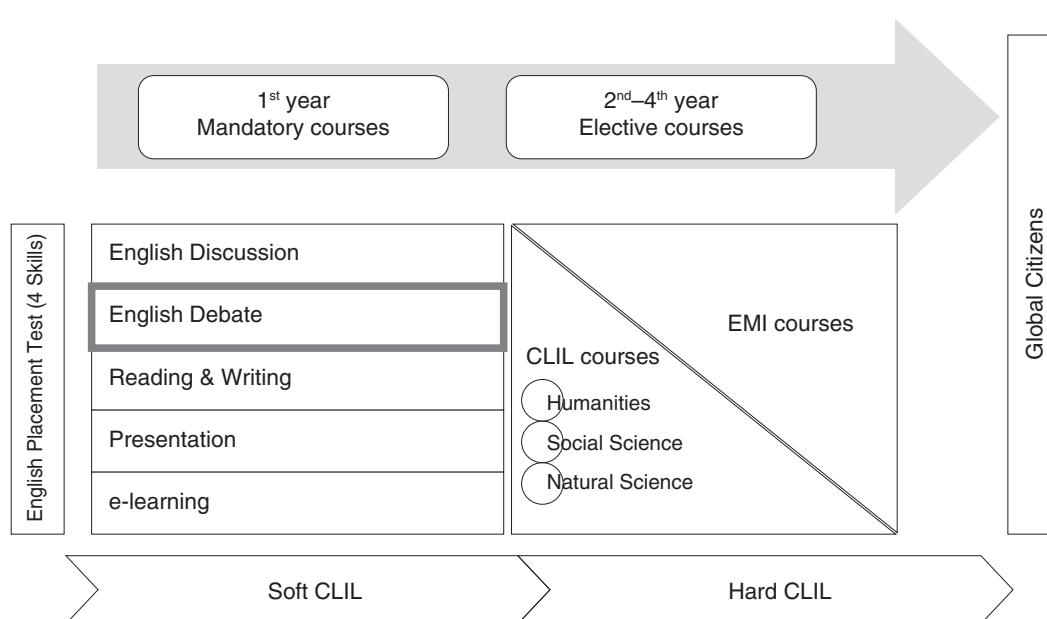 1st year
Mandatory courses
2nd–4th year
Elective courses
English Placement Test (4 Skills)
English Discussion
English Debate
Reading & Writing
Presentation
e-learning
EMI courses
CLIL courses
Humanities
Social Science
Natural Science
Global Citizens
Soft CLIL
Hard CLIL